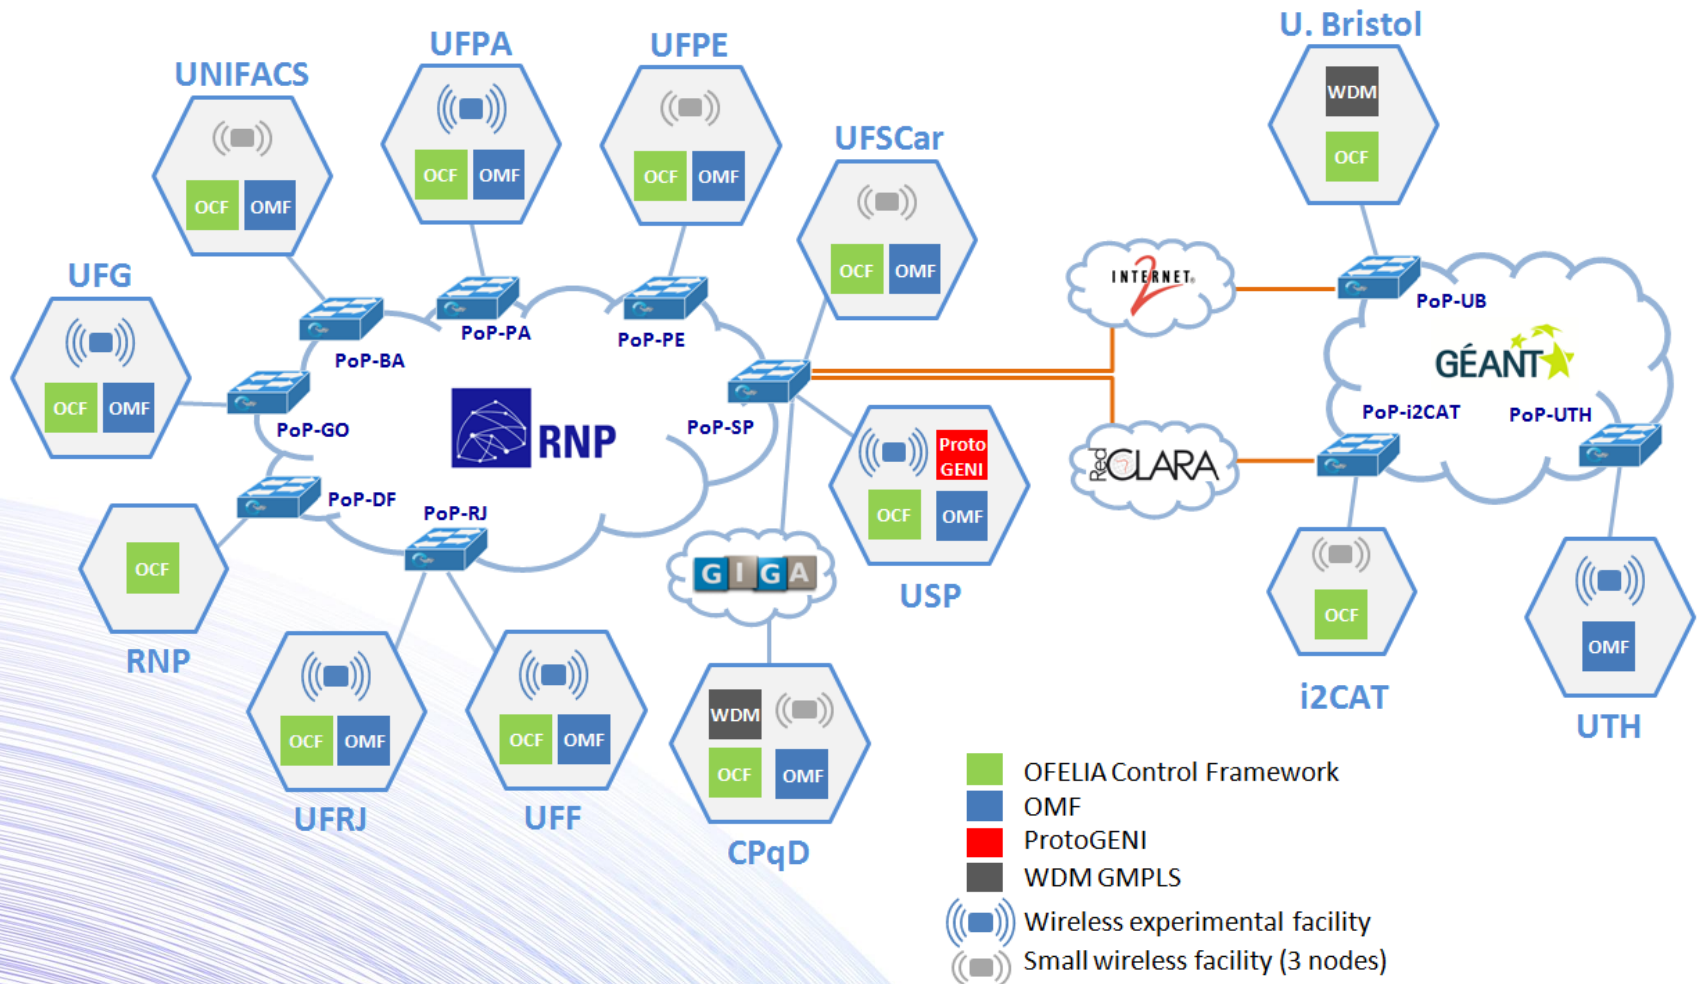 UNIFACS
OCF OMF
UFPA
OCF OMF
UFPE
OCF OMF
UFSCar
OCF OMF
U. Bristol
WDM
OCF
UFG
OCF OMF
PoP-BA
PoP-PA
PoP-PE
PoP-GO
RNP
PoP-SP
PoP-DF
PoP-RJ
INTERNET®
2
PoP-UB
GÉANT
PoP-i2CAT
PoP-UTH
Red CLARA
Proto
GENI
OCF OMF
USP
GIGA
OCF
RNP
OCF OMF
UFRJ
OCF OMF
UFF
WDM
OCF OMF
CPqD
OCF
i2CAT
OMF
UTH
OFELIA Control Framework
OMF
ProtoGENI
WDM GMPLS
Wireless experimental facility
Small wireless facility (3 nodes)